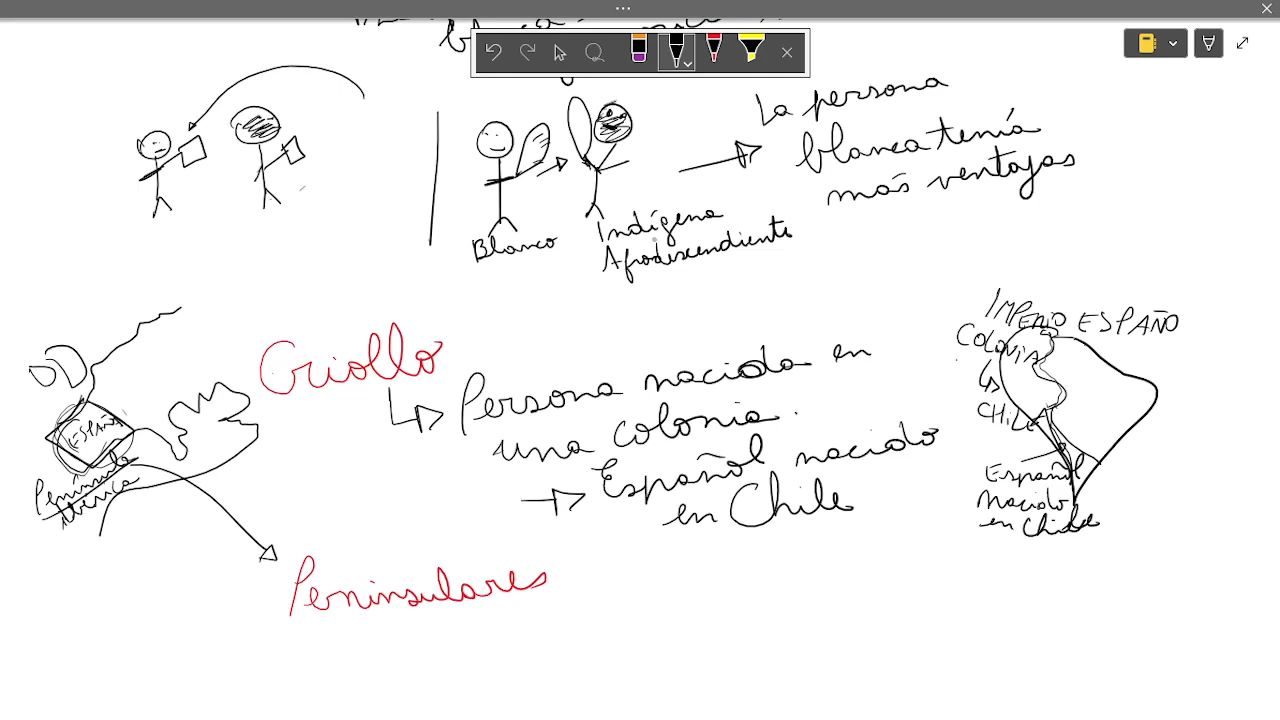 La persona
blanca tenía
más ventajas
Blanco
Indígena
Afrodescendiente
IMPERIO ESPAÑO
COLONIA
CHILE
Español
nacido
en Chile
Criollo
Persona nacida en
una colonia.
Español nacido
en Chile
ESPAÑA
Península
ibérica
Peninsulares